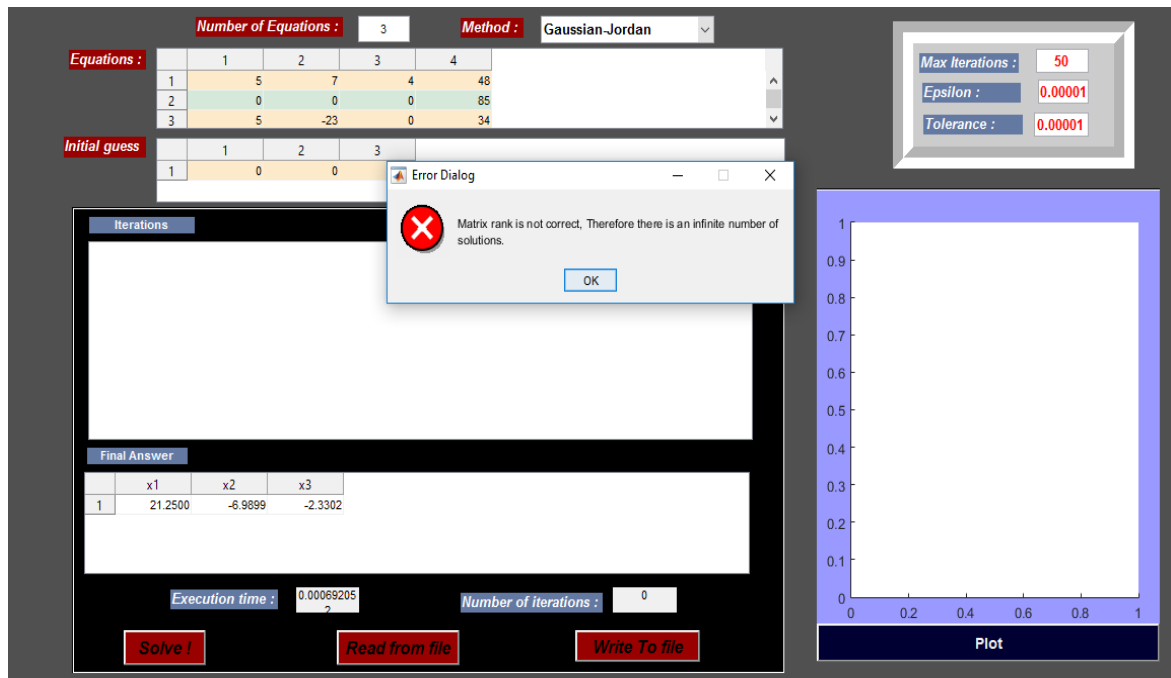 Number of Equations : 3 Method : Gaussian-Jordan
Equations :
1 2 3 4
1 5 7 4 48
2 0 0 0 85
3 5 -23 0 34
Initial guess
1 2 3
1 0 0
Max Iterations : 50
Epsilon : 0.00001
Tolerance : 0.00001
Error Dialog
Matrix rank is not correct, Therefore there is an infinite number of
solutions.
OK
Iterations
Final Answer
x1 x2 x3
1 21.2500 -6.9899 -2.3302
Execution time : 0.00069205
2
Number of iterations : 0
Solve !
Read from file
Write To file
1
0.9
0.8
0.7
0.6
0.5
0.4
0.3
0.2
0.1
0
0 0.2 0.4 0.6 0.8 1
Plot